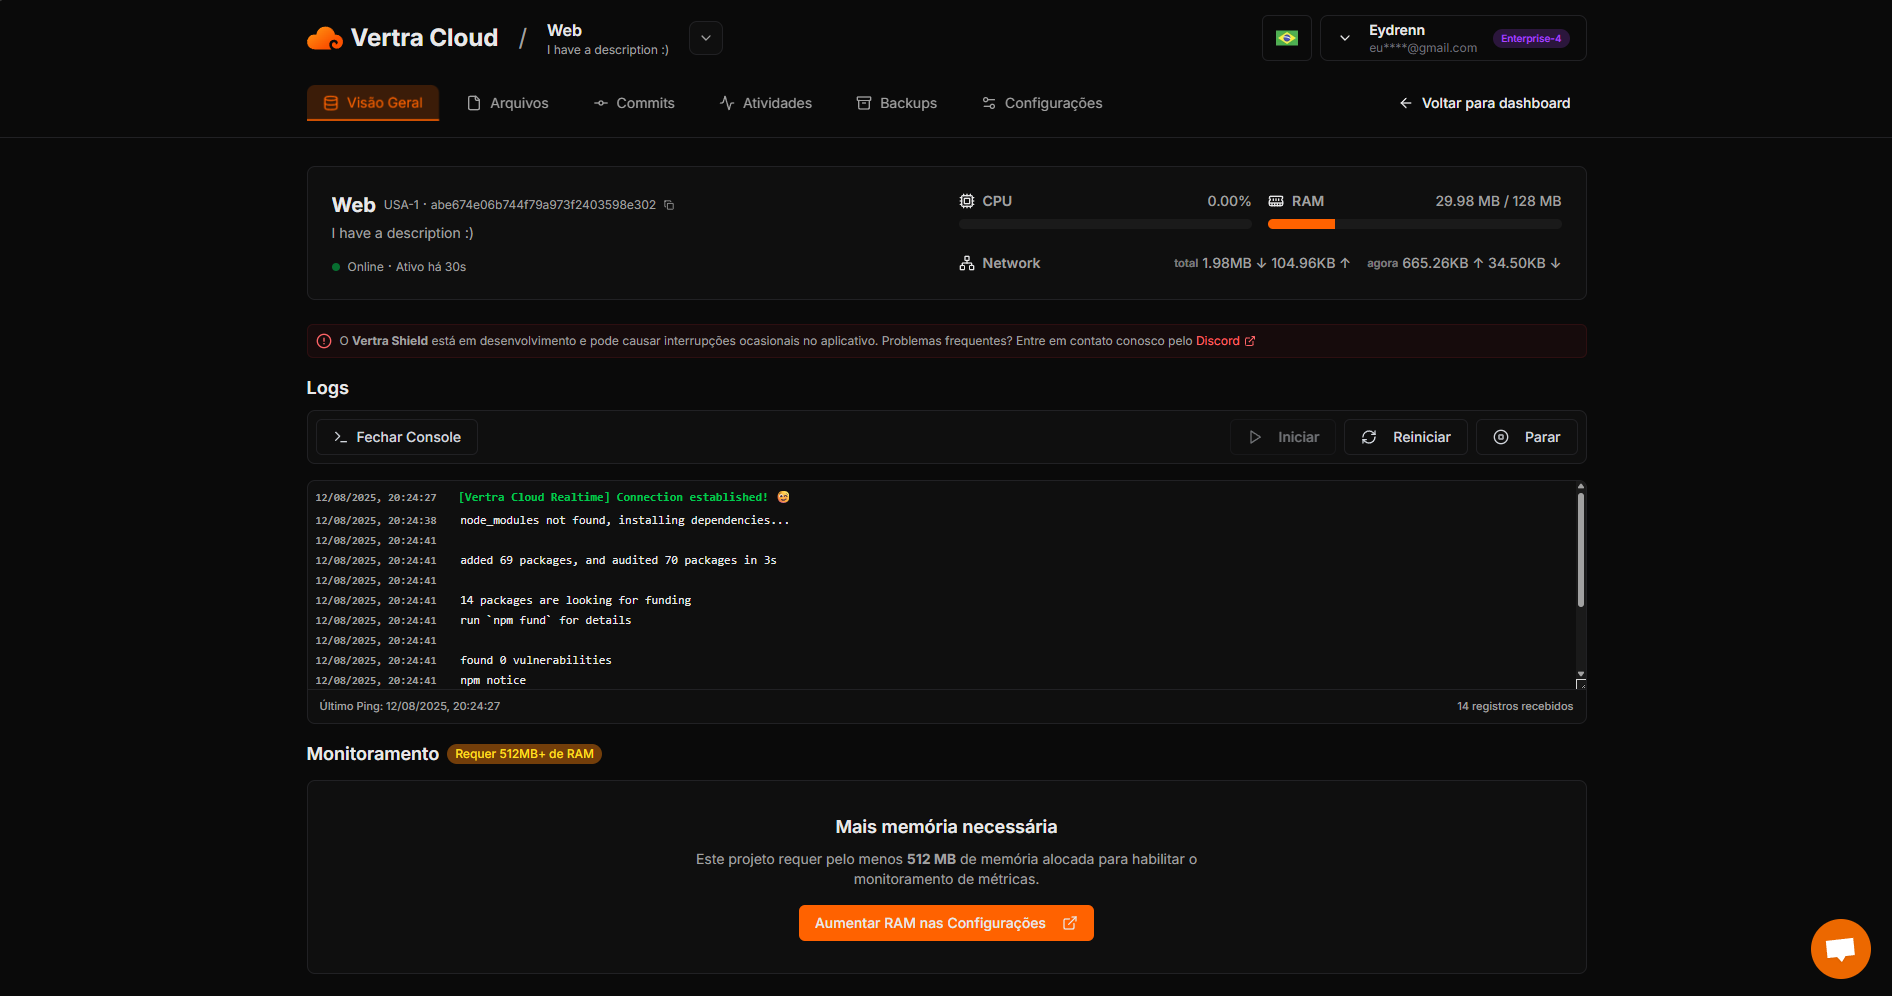 Vertra Cloud / Web
I have a description :)
Eydrenn
eu****@gmail.com
Enterprise-4
Visão Geral
Arquivos
Commits
Atividades
Backups
Configurações
Voltar para dashboard
Web USA-1 · abe674e06b744f79a973f2403598e302
I have a description :)
Online · Ativo há 30s
CPU 0.00%
RAM 29.98 MB / 128 MB
Network total 1.98MB ↓ 104.96KB ↑ agora 665.26KB ↑ 34.50KB ↓
O Vertra Shield está em desenvolvimento e pode causar interrupções ocasionais no aplicativo. Problemas frequentes? Entre em contato conosco pelo Discord
Logs
Fechar Console
Iniciar
Reiniciar
Parar
12/08/2025, 20:24:27 [Vertra Cloud Realtime] Connection established! 😄
12/08/2025, 20:24:38 node_modules not found, installing dependencies...
12/08/2025, 20:24:41
12/08/2025, 20:24:41 added 69 packages, and audited 70 packages in 3s
12/08/2025, 20:24:41
12/08/2025, 20:24:41 14 packages are looking for funding
12/08/2025, 20:24:41 run `npm fund` for details
12/08/2025, 20:24:41
12/08/2025, 20:24:41 found 0 vulnerabilities
12/08/2025, 20:24:41 npm notice
Último Ping: 12/08/2025, 20:24:27
14 registros recebidos
Monitoramento Requer 512MB+ de RAM
Mais memória necessária
Este projeto requer pelo menos 512 MB de memória alocada para habilitar o
monitoramento de métricas.
Aumentar RAM nas Configurações